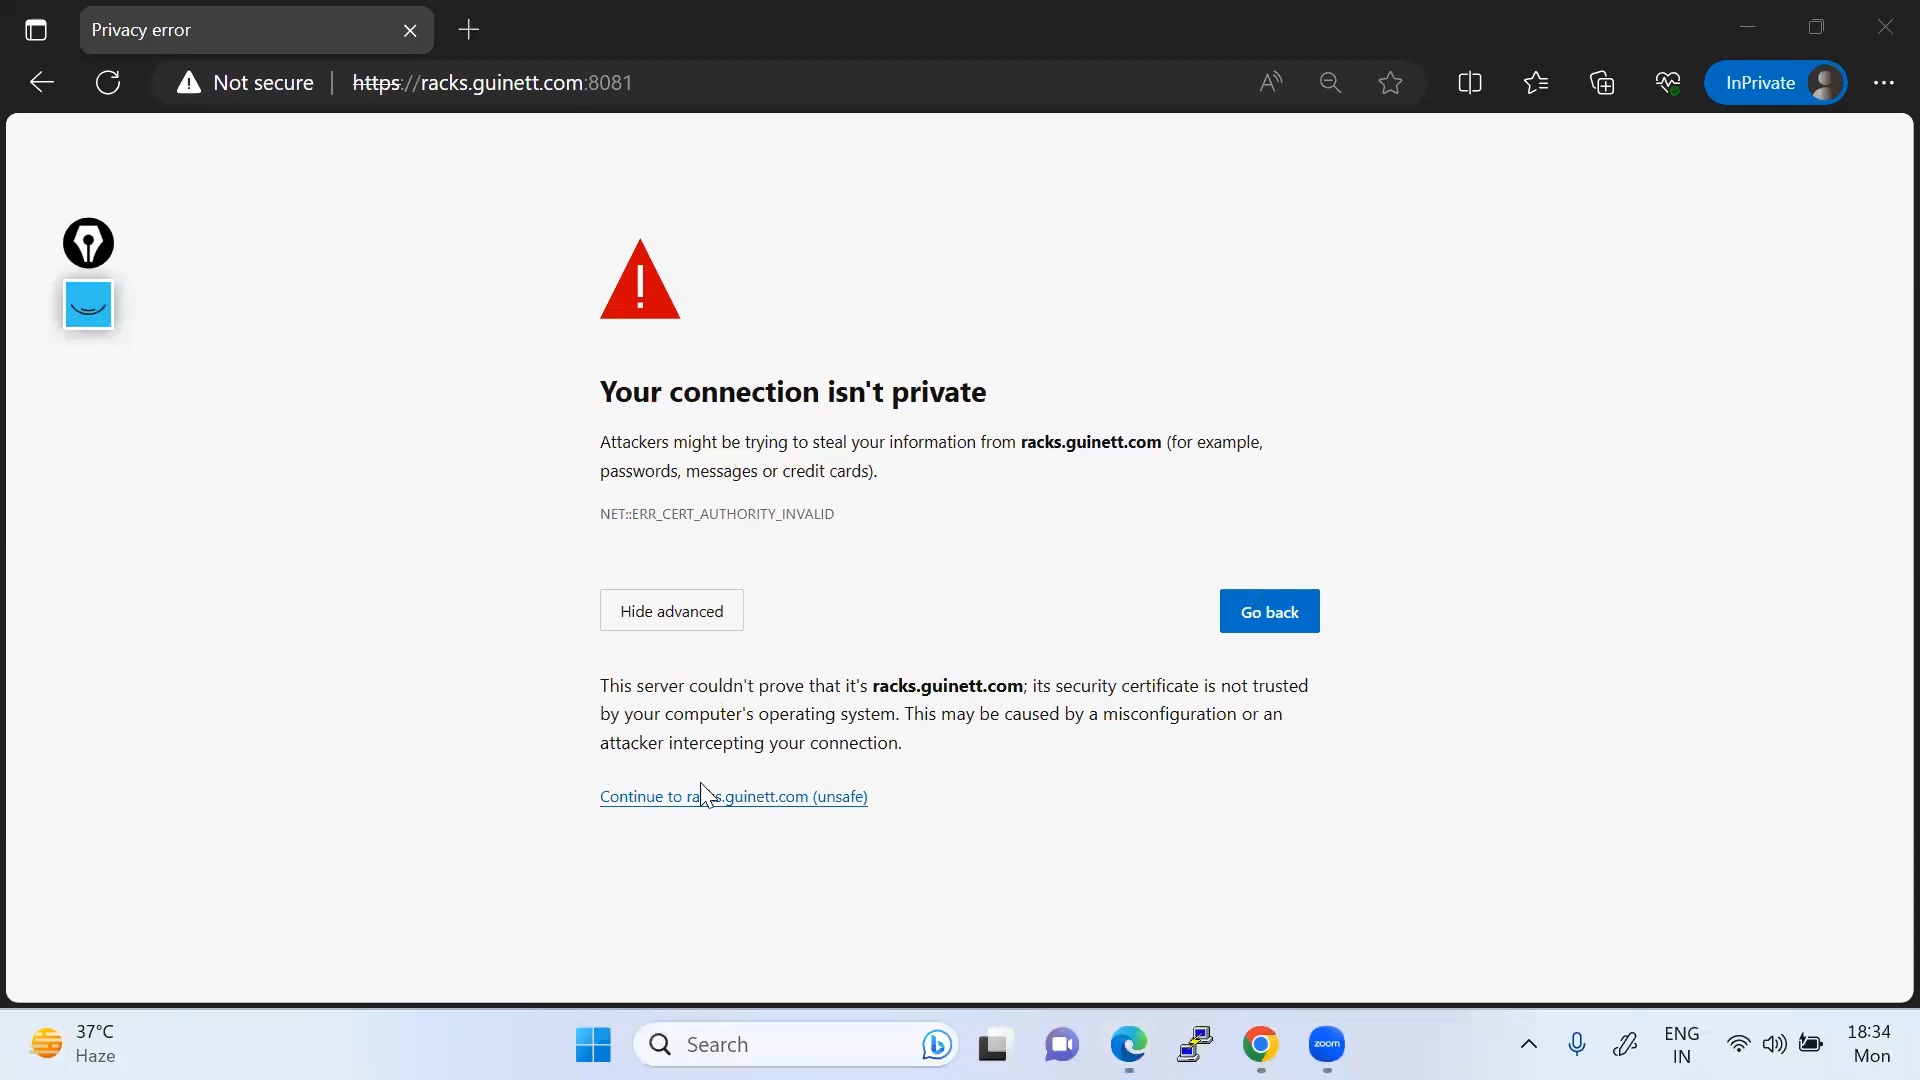 Privacy error
Not secure
https://racks.guinett.com:8081
InPrivate
Your connection isn't private
Attackers might be trying to steal your information from racks.guinett.com (for example,
passwords, messages or credit cards).
NET::ERR_CERT_AUTHORITY_INVALID
Hide advanced
Go back
This server couldn't prove that it's racks.guinett.com; its security certificate is not trusted
by your computer's operating system. This may be caused by a misconfiguration or an
attacker intercepting your connection.
Continue to racks.guinett.com (unsafe)
37°C
Haze
Search
zoom
ENG
IN
18:34
Mon